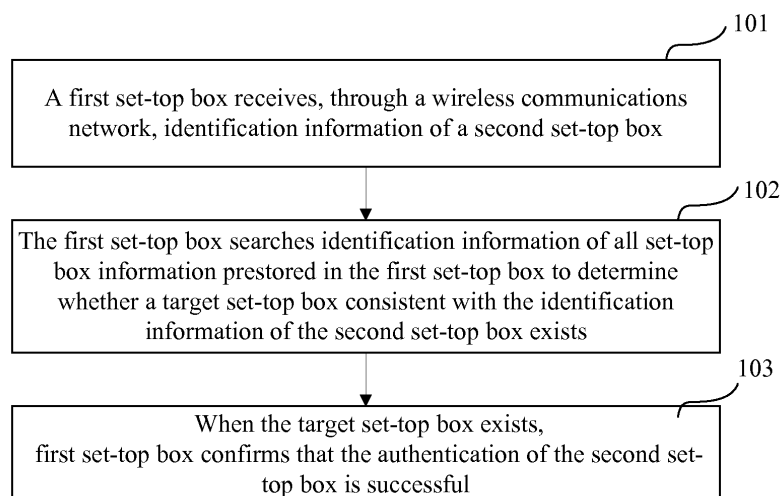 101
A first set-top box receives, through a wireless communications
network, identification information of a second set-top box
102
The first set-top box searches identification information of all set-top
box information prestored in the first set-top box to determine
whether a target set-top box consistent with the identification
information of the second set-top box exists
103
When the target set-top box exists,
first set-top box confirms that the authentication of the second set-
top box is successful